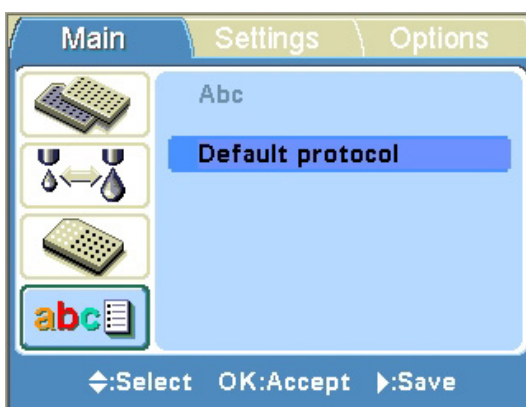 Main Settings Options
Abc
Default protocol
abc
:Select OK:Accept :Save